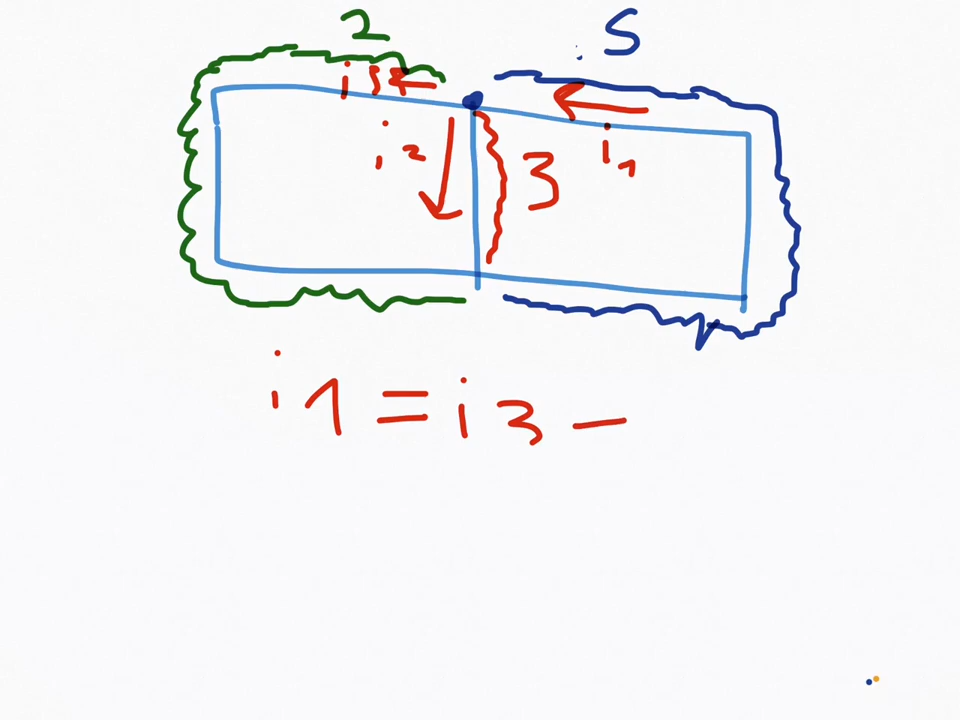 2 S
i3
i2 3 i1
i1 = i3 -